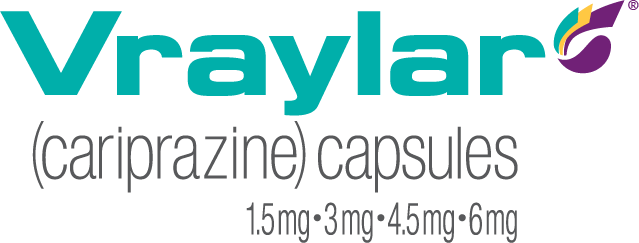 Vraylar®
(cariprazine) capsules
1.5mg•3mg•4.5mg•6mg